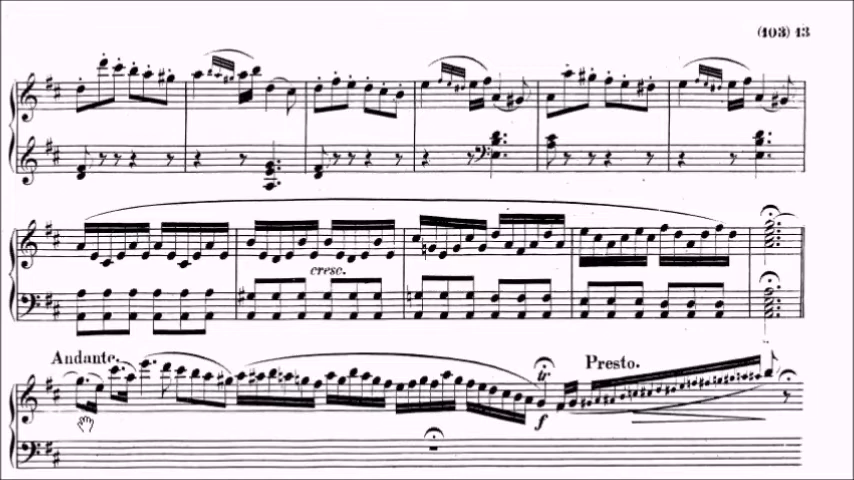 (103) 13
cresc.
Andante.
tr
Presto.
f